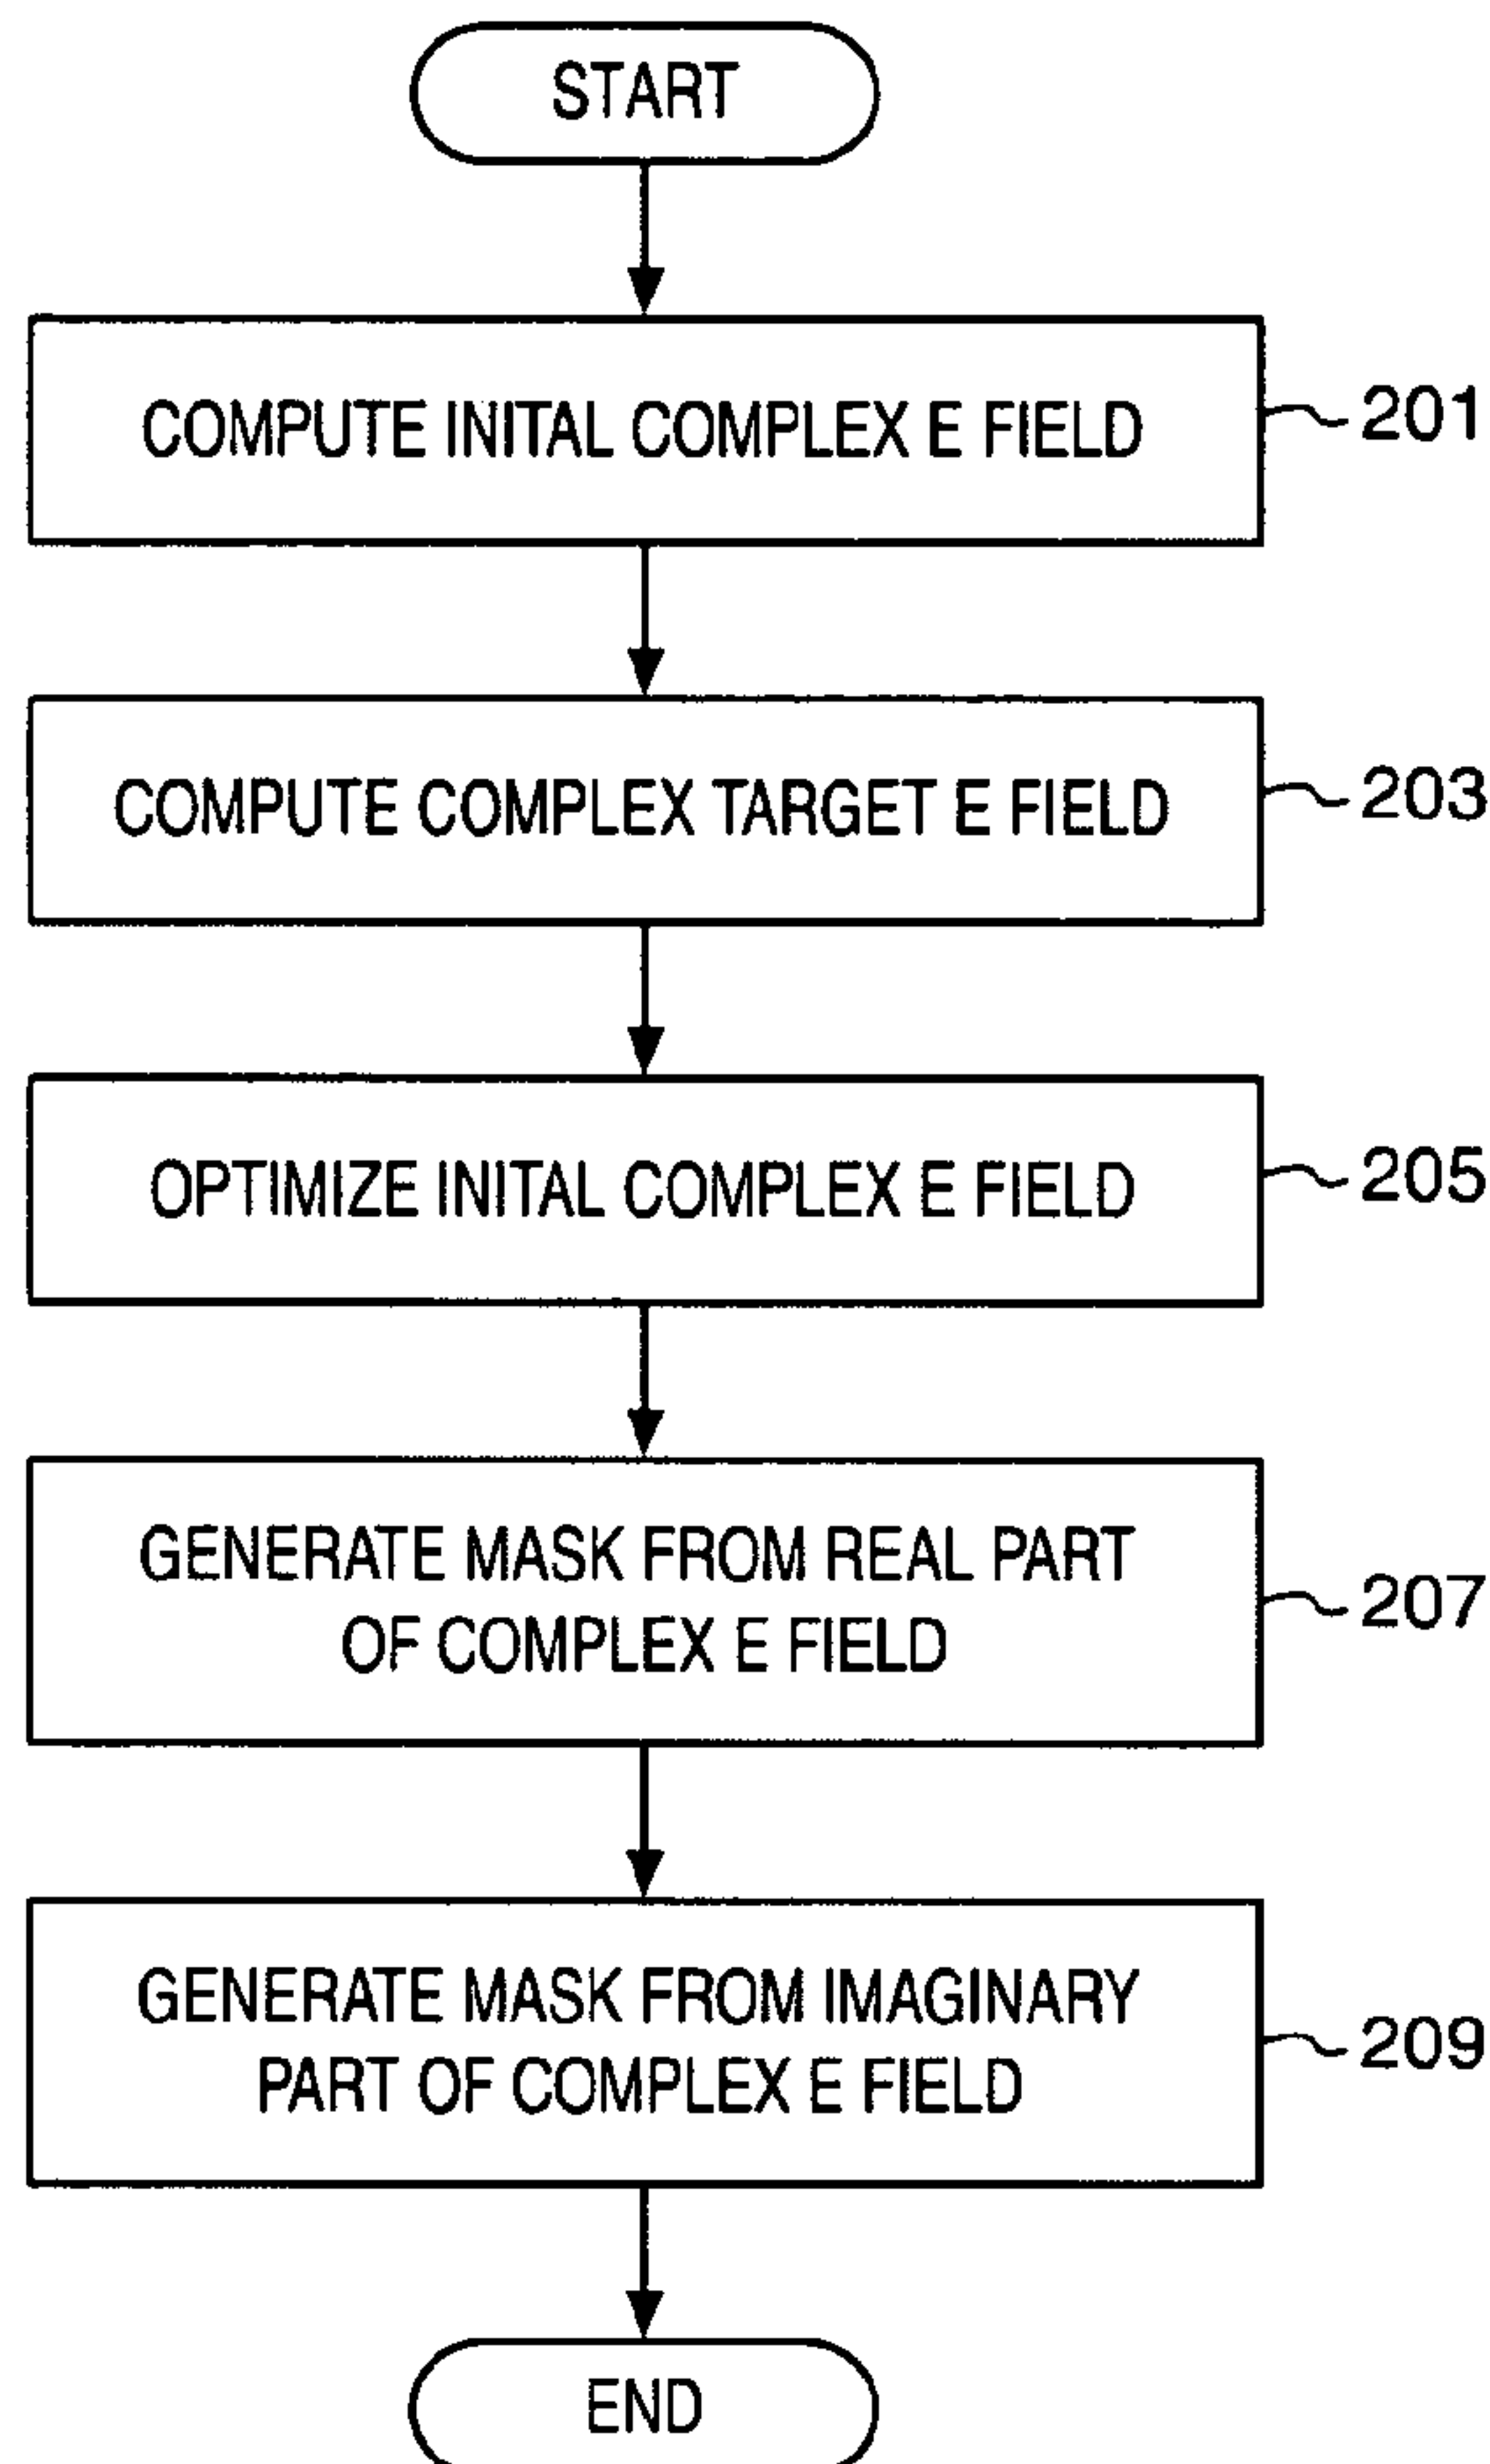 START
COMPUTE INITAL COMPLEX E FIELD
201
COMPUTE COMPLEX TARGET E FIELD
203
OPTIMIZE INITAL COMPLEX E FIELD
205
GENERATE MASK FROM REAL PART
OF COMPLEX E FIELD
207
GENERATE MASK FROM IMAGINARY
PART OF COMPLEX E FIELD
209
END